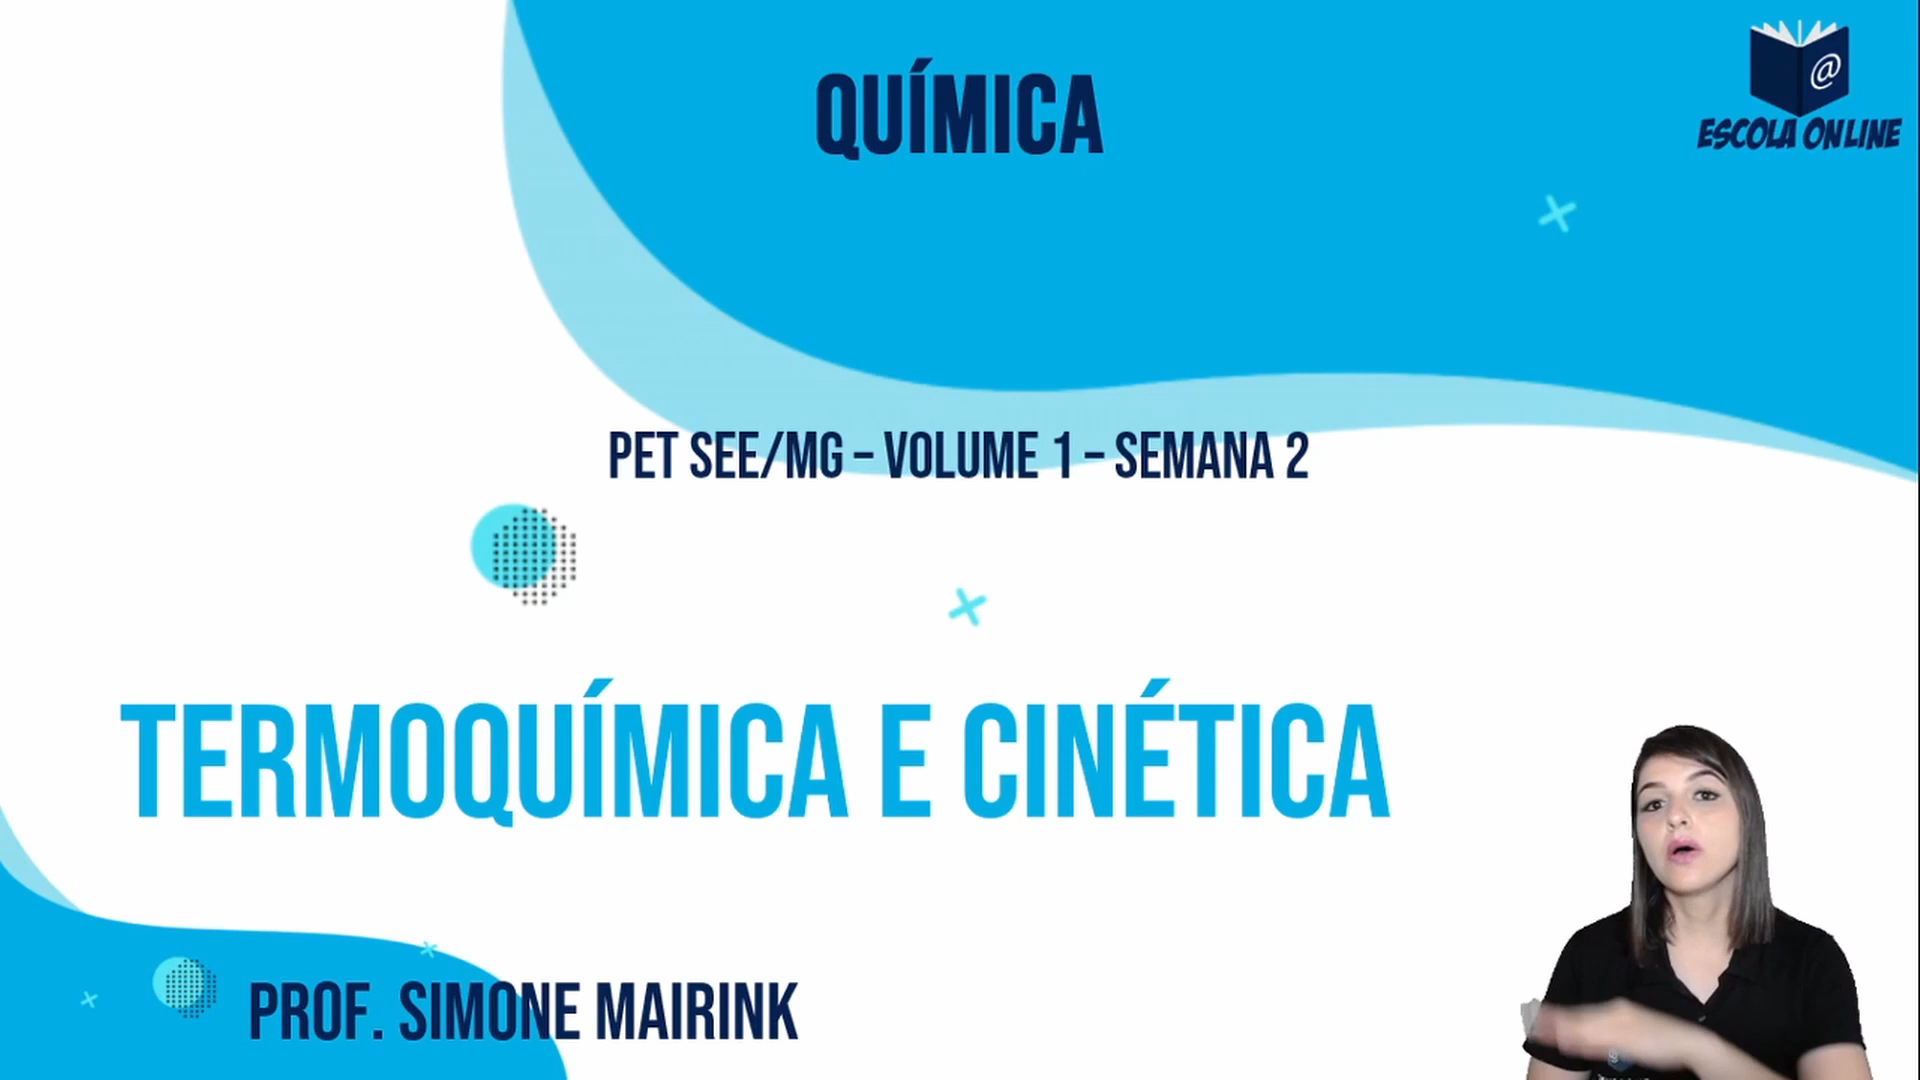 QUÍMICA
@
ESCOLA ONLINE
PET SEE/MG – VOLUME 1 – SEMANA 2
TERMOQUÍMICA E CINÉTICA
PROF. SIMONE MAIRINK